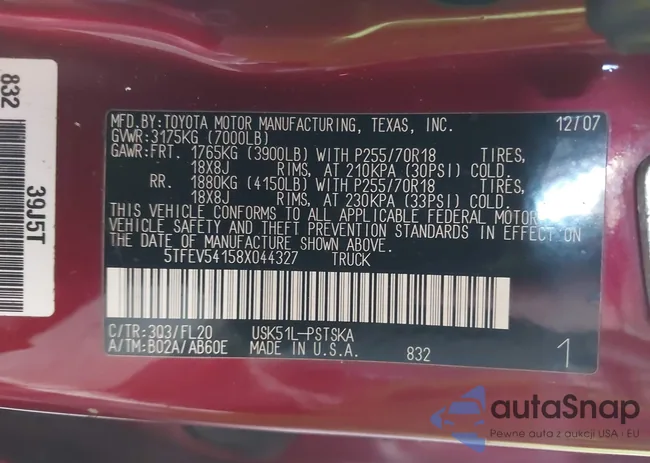 832
39J5T
MFD.BY:TOYOTA MOTOR MANUFACTURING, TEXAS, INC. 12/07
GVWR:3175KG (7000LB)
GAWR:FRT. 1765KG (3900LB) WITH P255/70R18 TIRES,
18X8J RIMS, AT 210KPA (30PSI) COLD.
RR. 1880KG (4150LB) WITH P255/70R18 TIRES,
18X8J RIMS, AT 230KPA (33PSI) COLD.
THIS VEHICLE CONFORMS TO ALL APPLICABLE FEDERAL MOTOR
VEHICLE SAFETY AND THEFT PREVENTION STANDARDS IN EFFECT ON
THE DATE OF MANUFACTURE SHOWN ABOVE.
5TFEV54158X044327 TRUCK
C/TR:3Q3/FL20 USK51L-PSTSKA
A/TM:B02A/AB60E MADE IN U.S.A. 832 1
autaSnap
Pewne auta z aukcji USA i EU